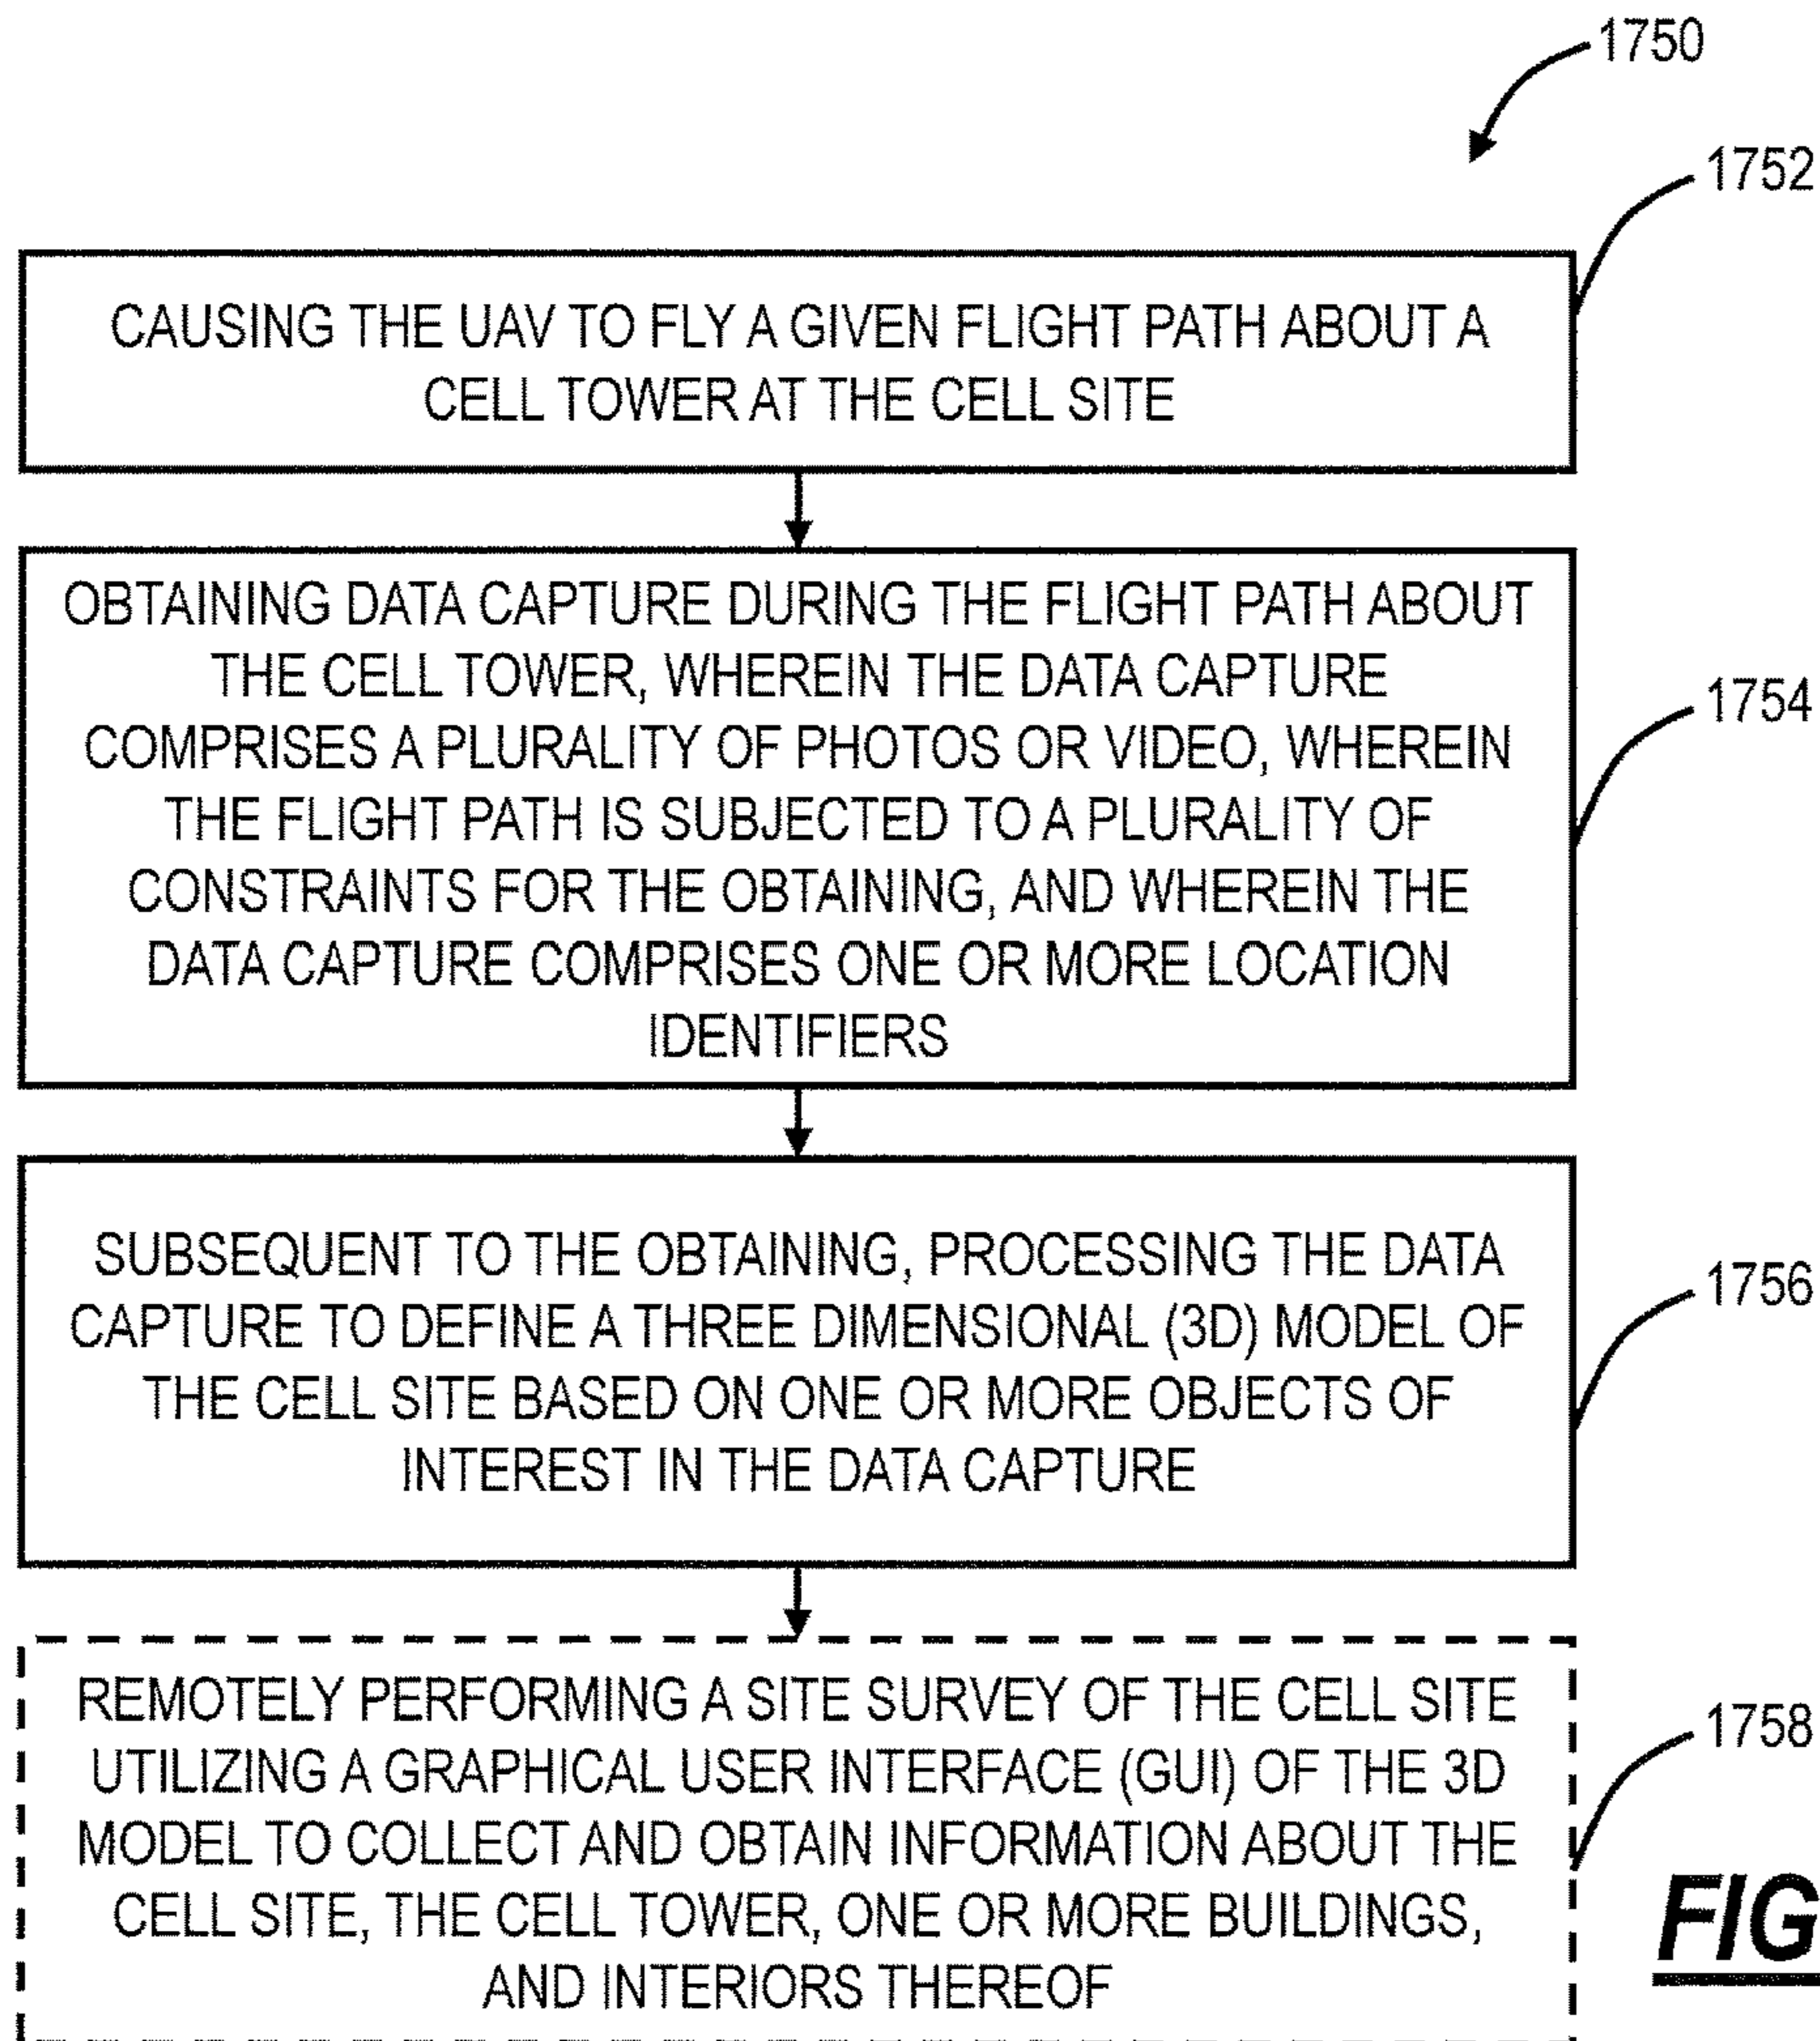 1750
1752
CAUSING THE UAV TO FLY A GIVEN FLIGHT PATH ABOUT A
CELL TOWER AT THE CELL SITE
OBTAINING DATA CAPTURE DURING THE FLIGHT PATH ABOUT
THE CELL TOWER, WHEREIN THE DATA CAPTURE
COMPRISES A PLURALITY OF PHOTOS OR VIDEO, WHEREIN
THE FLIGHT PATH IS SUBJECTED TO A PLURALITY OF
CONSTRAINTS FOR THE OBTAINING, AND WHEREIN THE
DATA CAPTURE COMPRISES ONE OR MORE LOCATION
IDENTIFIERS
1754
SUBSEQUENT TO THE OBTAINING, PROCESSING THE DATA
CAPTURE TO DEFINE A THREE DIMENSIONAL (3D) MODEL OF
THE CELL SITE BASED ON ONE OR MORE OBJECTS OF
INTEREST IN THE DATA CAPTURE
1756
REMOTELY PERFORMING A SITE SURVEY OF THE CELL SITE
UTILIZING A GRAPHICAL USER INTERFACE (GUI) OF THE 3D
MODEL TO COLLECT AND OBTAIN INFORMATION ABOUT THE
CELL SITE, THE CELL TOWER, ONE OR MORE BUILDINGS,
AND INTERIORS THEREOF
1758
FIG